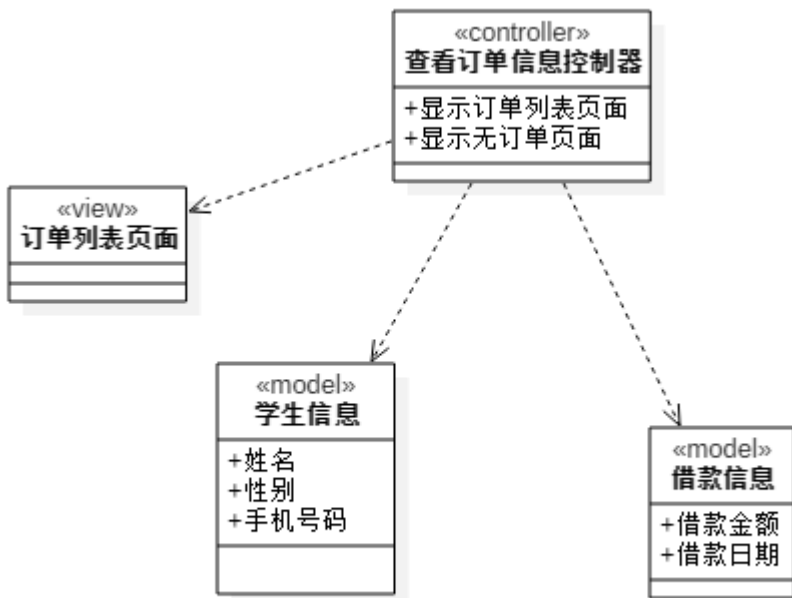 «controller»
查看订单信息控制器
+显示订单列表页面
+显示无订单页面
«view»
订单列表页面
«model»
学生信息
+姓名
+性别
+手机号码
«model»
借款信息
+借款金额
+借款日期